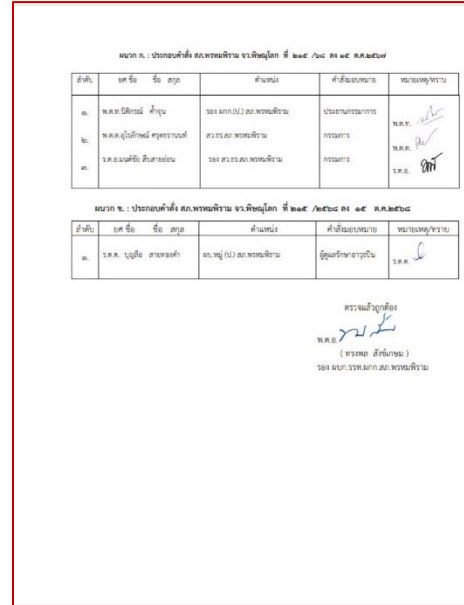 ผนวก ก. : ประกอบคำสั่ง สภ.พรหมพิราม จว.พิษณุโลก ที่ ๒๑๕ /๖๘ ลง ๑๕ ต.ค.๒๕๖๗
ลำดับ ยศ ชื่อ ชื่อ สกุล ตำแหน่ง คำสั่งมอบหมาย หมายเหตุ/ทราบ
๑. พ.ต.ท.นิติกรณ์ ค้ำจุน รอง ผกก.(ป.) สภ.พรหมพิราม ประธานกรรมการ พ.ต.ท.
๒. พ.ต.ต.อุไรลักษณ์ สว.ธร.สภ.พรหมพิราม กรรมการ พ.ต.ต.
๓. ร.ต.อ.มนต์ชัย สืบสายอ่อน รอง สว.ธร.สภ.พรหมพิราม กรรมการ ร.ต.อ.
ผนวก ข. : ประกอบคำสั่ง สภ.พรหมพิราม จว.พิษณุโลก ที่ ๒๑๕ /๒๕๖๘ ลง ๑๕ ต.ค.๒๕๖๘
ลำดับ ยศ ชื่อ ชื่อ สกุล ตำแหน่ง คำสั่งมอบหมาย หมายเหตุ/ทราบ
๑. ร.ต.ต. บุญลือ สายทองคำ ผบ.หมู่ (ป.) สภ.พรหมพิราม ผู้ดูแลรักษาอาวุธปืน ร.ต.ต.
ตรวจแล้วถูกต้อง
พ.ต.อ.
( ทรงพล สังข์เกษม )
รอง ผบก.รรท.ผกก.สภ.พรหมพิราม